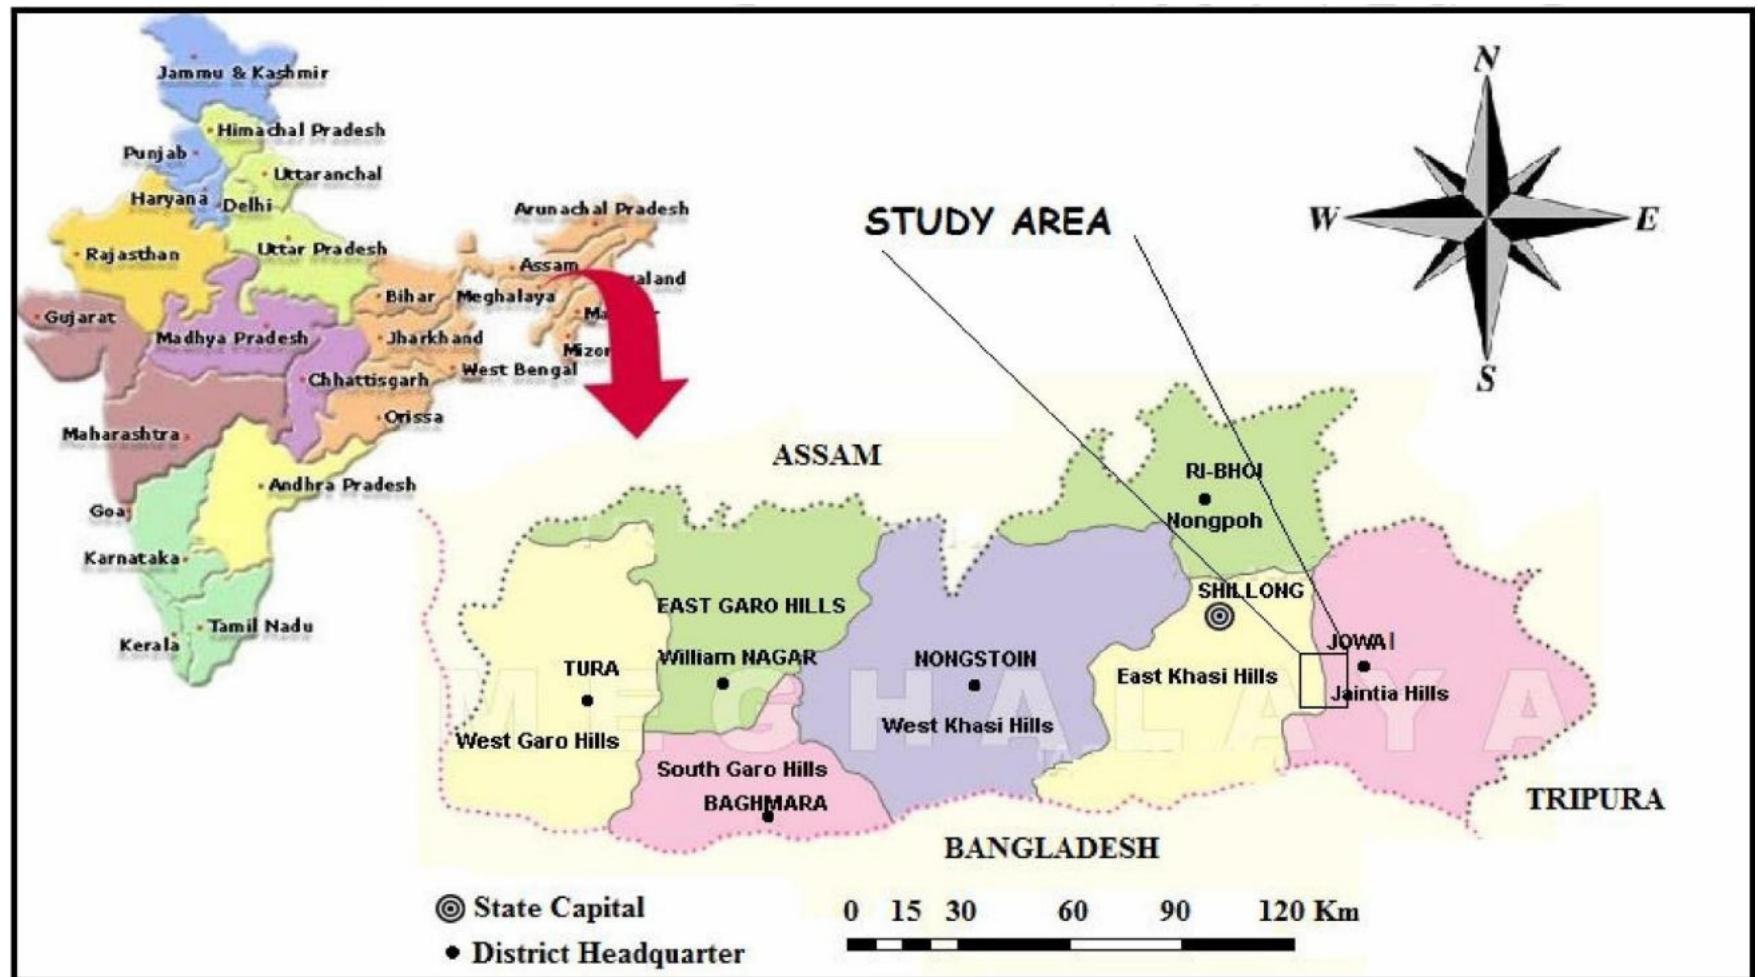 Jammu & Kashmir
Himachal Pradesh
Punjab
Uttaranchal
Haryana
Delhi
Arunachal Pradesh
Rajasthan
Uttar Pradesh
Assam
Bihar
Meghalaya
Gujarat
Madhya Pradesh
Jharkhand
West Bengal
Chhattisgarh
Orissa
Maharashtra
Andhra Pradesh
Goa
Karnataka
Tamil Nadu
Kerala
STUDY AREA
N
W
E
S
ASSAM
RI-BHOI
Nongpoh
SHILLONG
EAST GARO HILLS
JOWAI
William NAGAR
NONGSTOIN
TURA
East Khasi Hills
Jaintia Hills
MEGHALAYA
West Khasi Hills
West Garo Hills
South Garo Hills
BAGHMARA
TRIPURA
BANGLADESH
State Capital
0 15 30 60 90 120 Km
District Headquarter